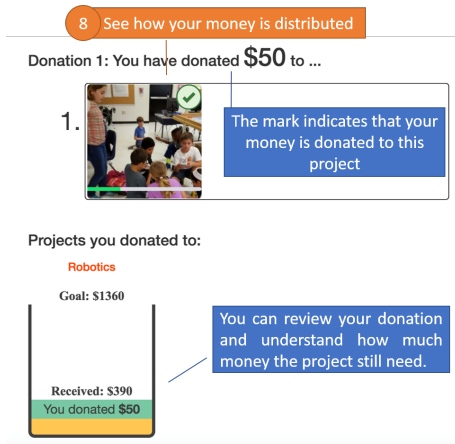 8 See how your money is distributed
Donation 1: You have donated $50 to ...
1.
The mark indicates that your
money is donated to this
project
Projects you donated to:
Robotics
Goal: $1360
You can review your donation
and understand how much
money the project still need.
Received: $390
You donated $50